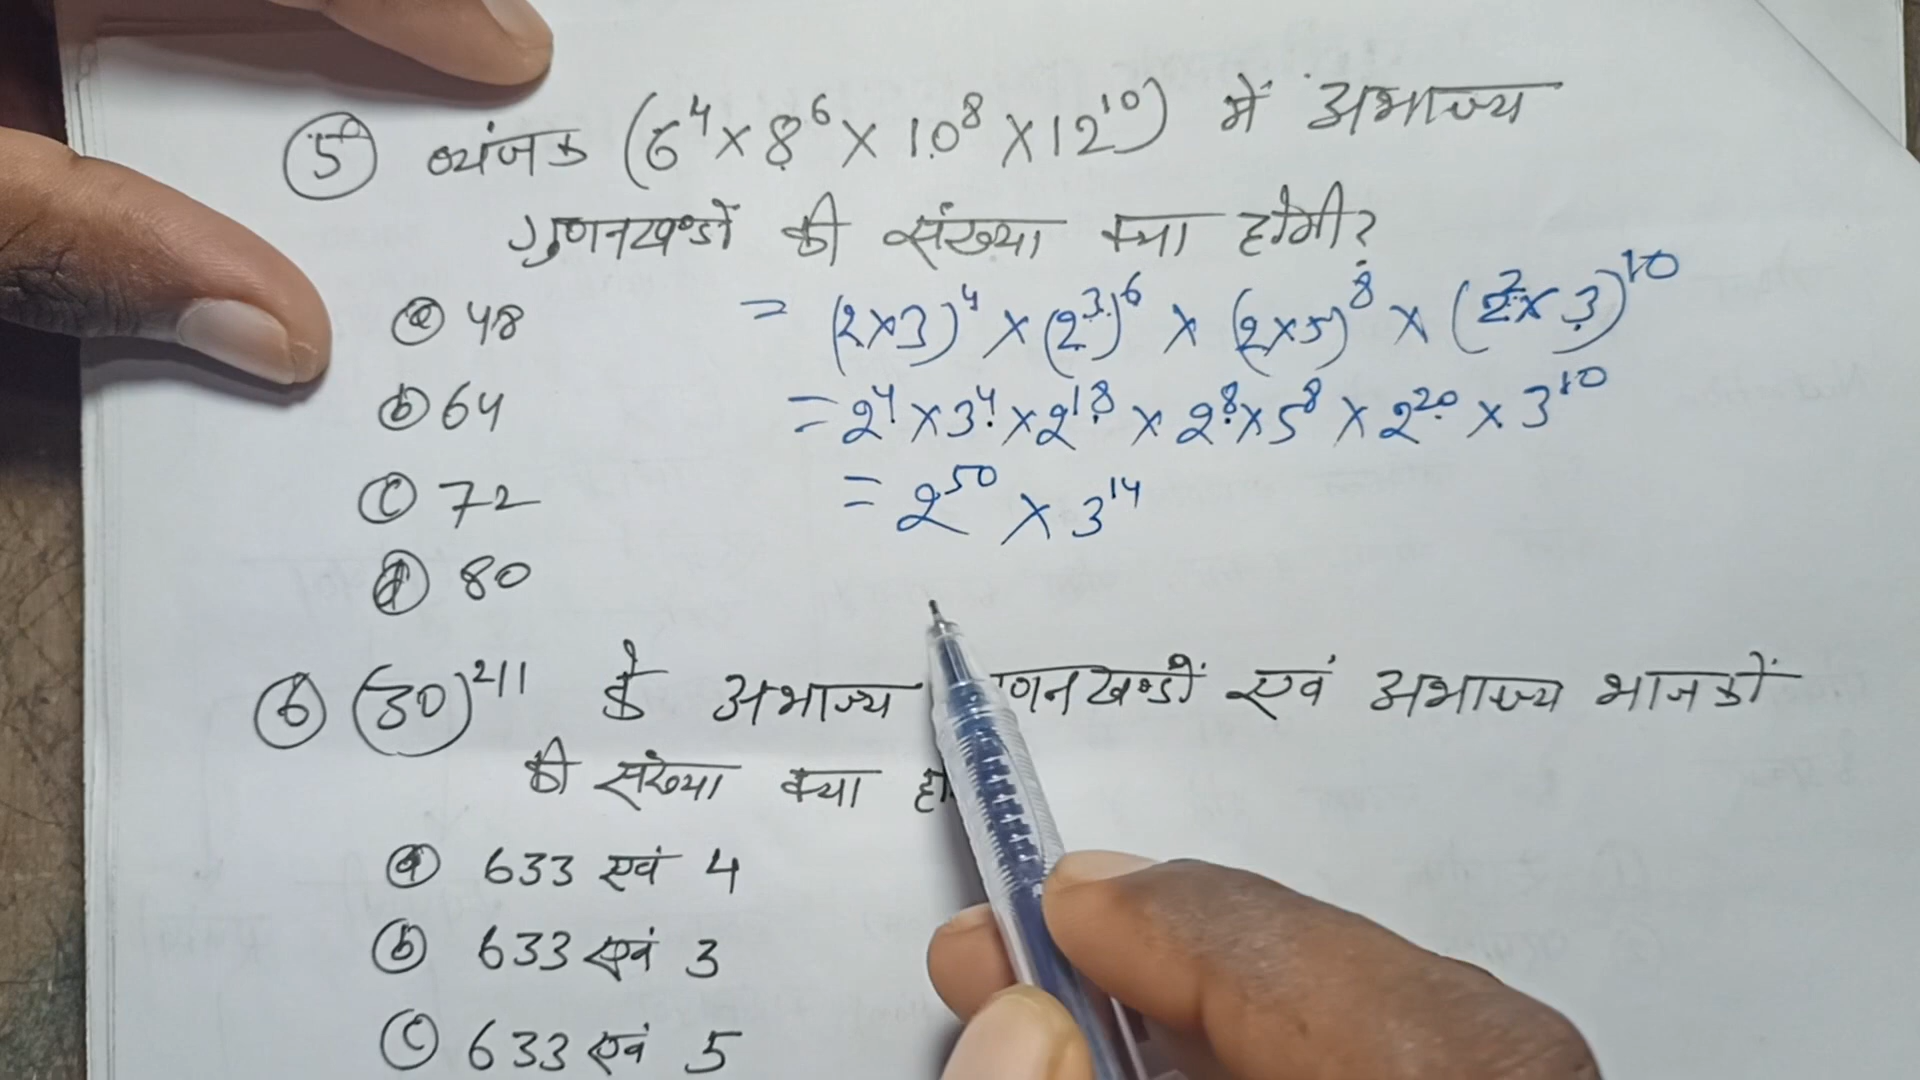 ⑤ व्यंजक (6⁴ × 8⁶ × 10⁸ × 12¹⁰) में अभाज्य
गुणनखण्डों की संख्या क्या होगी?
ⓐ 48
= (2×3)⁴ × (2³)⁶ × (2×5)⁸ × (2²×3)¹⁰
ⓑ 64
= 2⁴ × 3⁴ × 2¹⁸ × 2⁸ × 5⁸ × 2²⁰ × 3¹⁰
ⓒ 72
= 2⁵⁰ × 3¹⁴
ⓓ 80
⑥ (30)²¹¹ के अभाज्य एवं अभाज्य भाजकों
की संख्या क्या
ⓐ 633 एवं 4
ⓑ 633 एवं 3
ⓒ 633 एवं 5